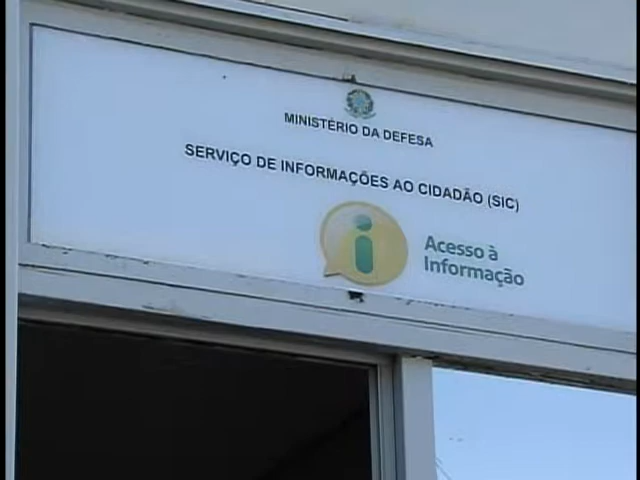 MINISTÉRIO DA DEFESA
SERVIÇO DE INFORMAÇÕES AO CIDADÃO (SIC)
Acesso à
Informação